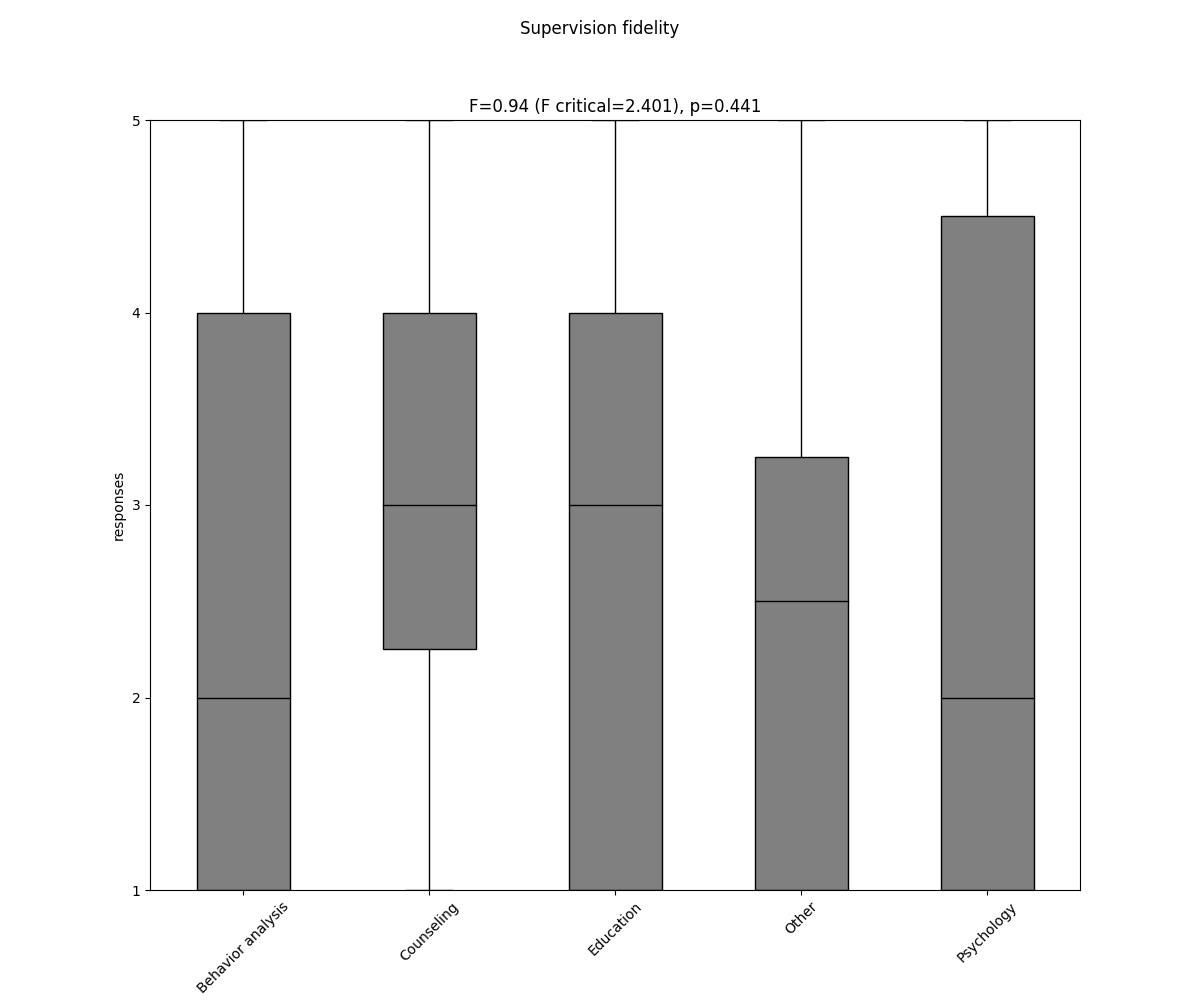 Supervision fidelity
F=0.94 (F critical=2.401), p=0.441
5
4
3
2
1
responses
Behavior analysis
Counseling
Education
Other
Psychology